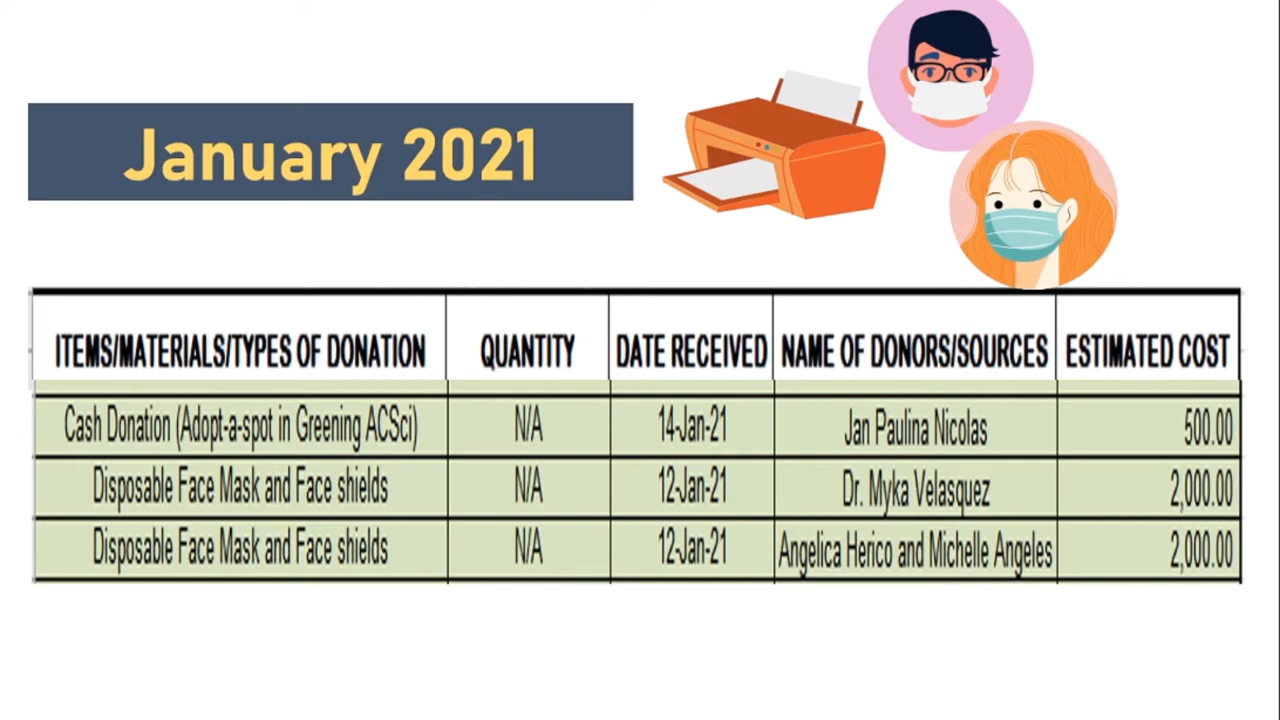 January 2021
ITEMS/MATERIALS/TYPES OF DONATION QUANTITY DATE RECEIVED NAME OF DONORS/SOURCES ESTIMATED COST
Cash Donation (Adopt-a-spot in Greening ACSci) N/A 14-Jan-21 Jan Paulina Nicolas 500.00
Disposable Face Mask and Face shields N/A 12-Jan-21 Dr. Myka Velasquez 2,000.00
Disposable Face Mask and Face shields N/A 12-Jan-21 Angelica Herico and Michelle Angeles 2,000.00